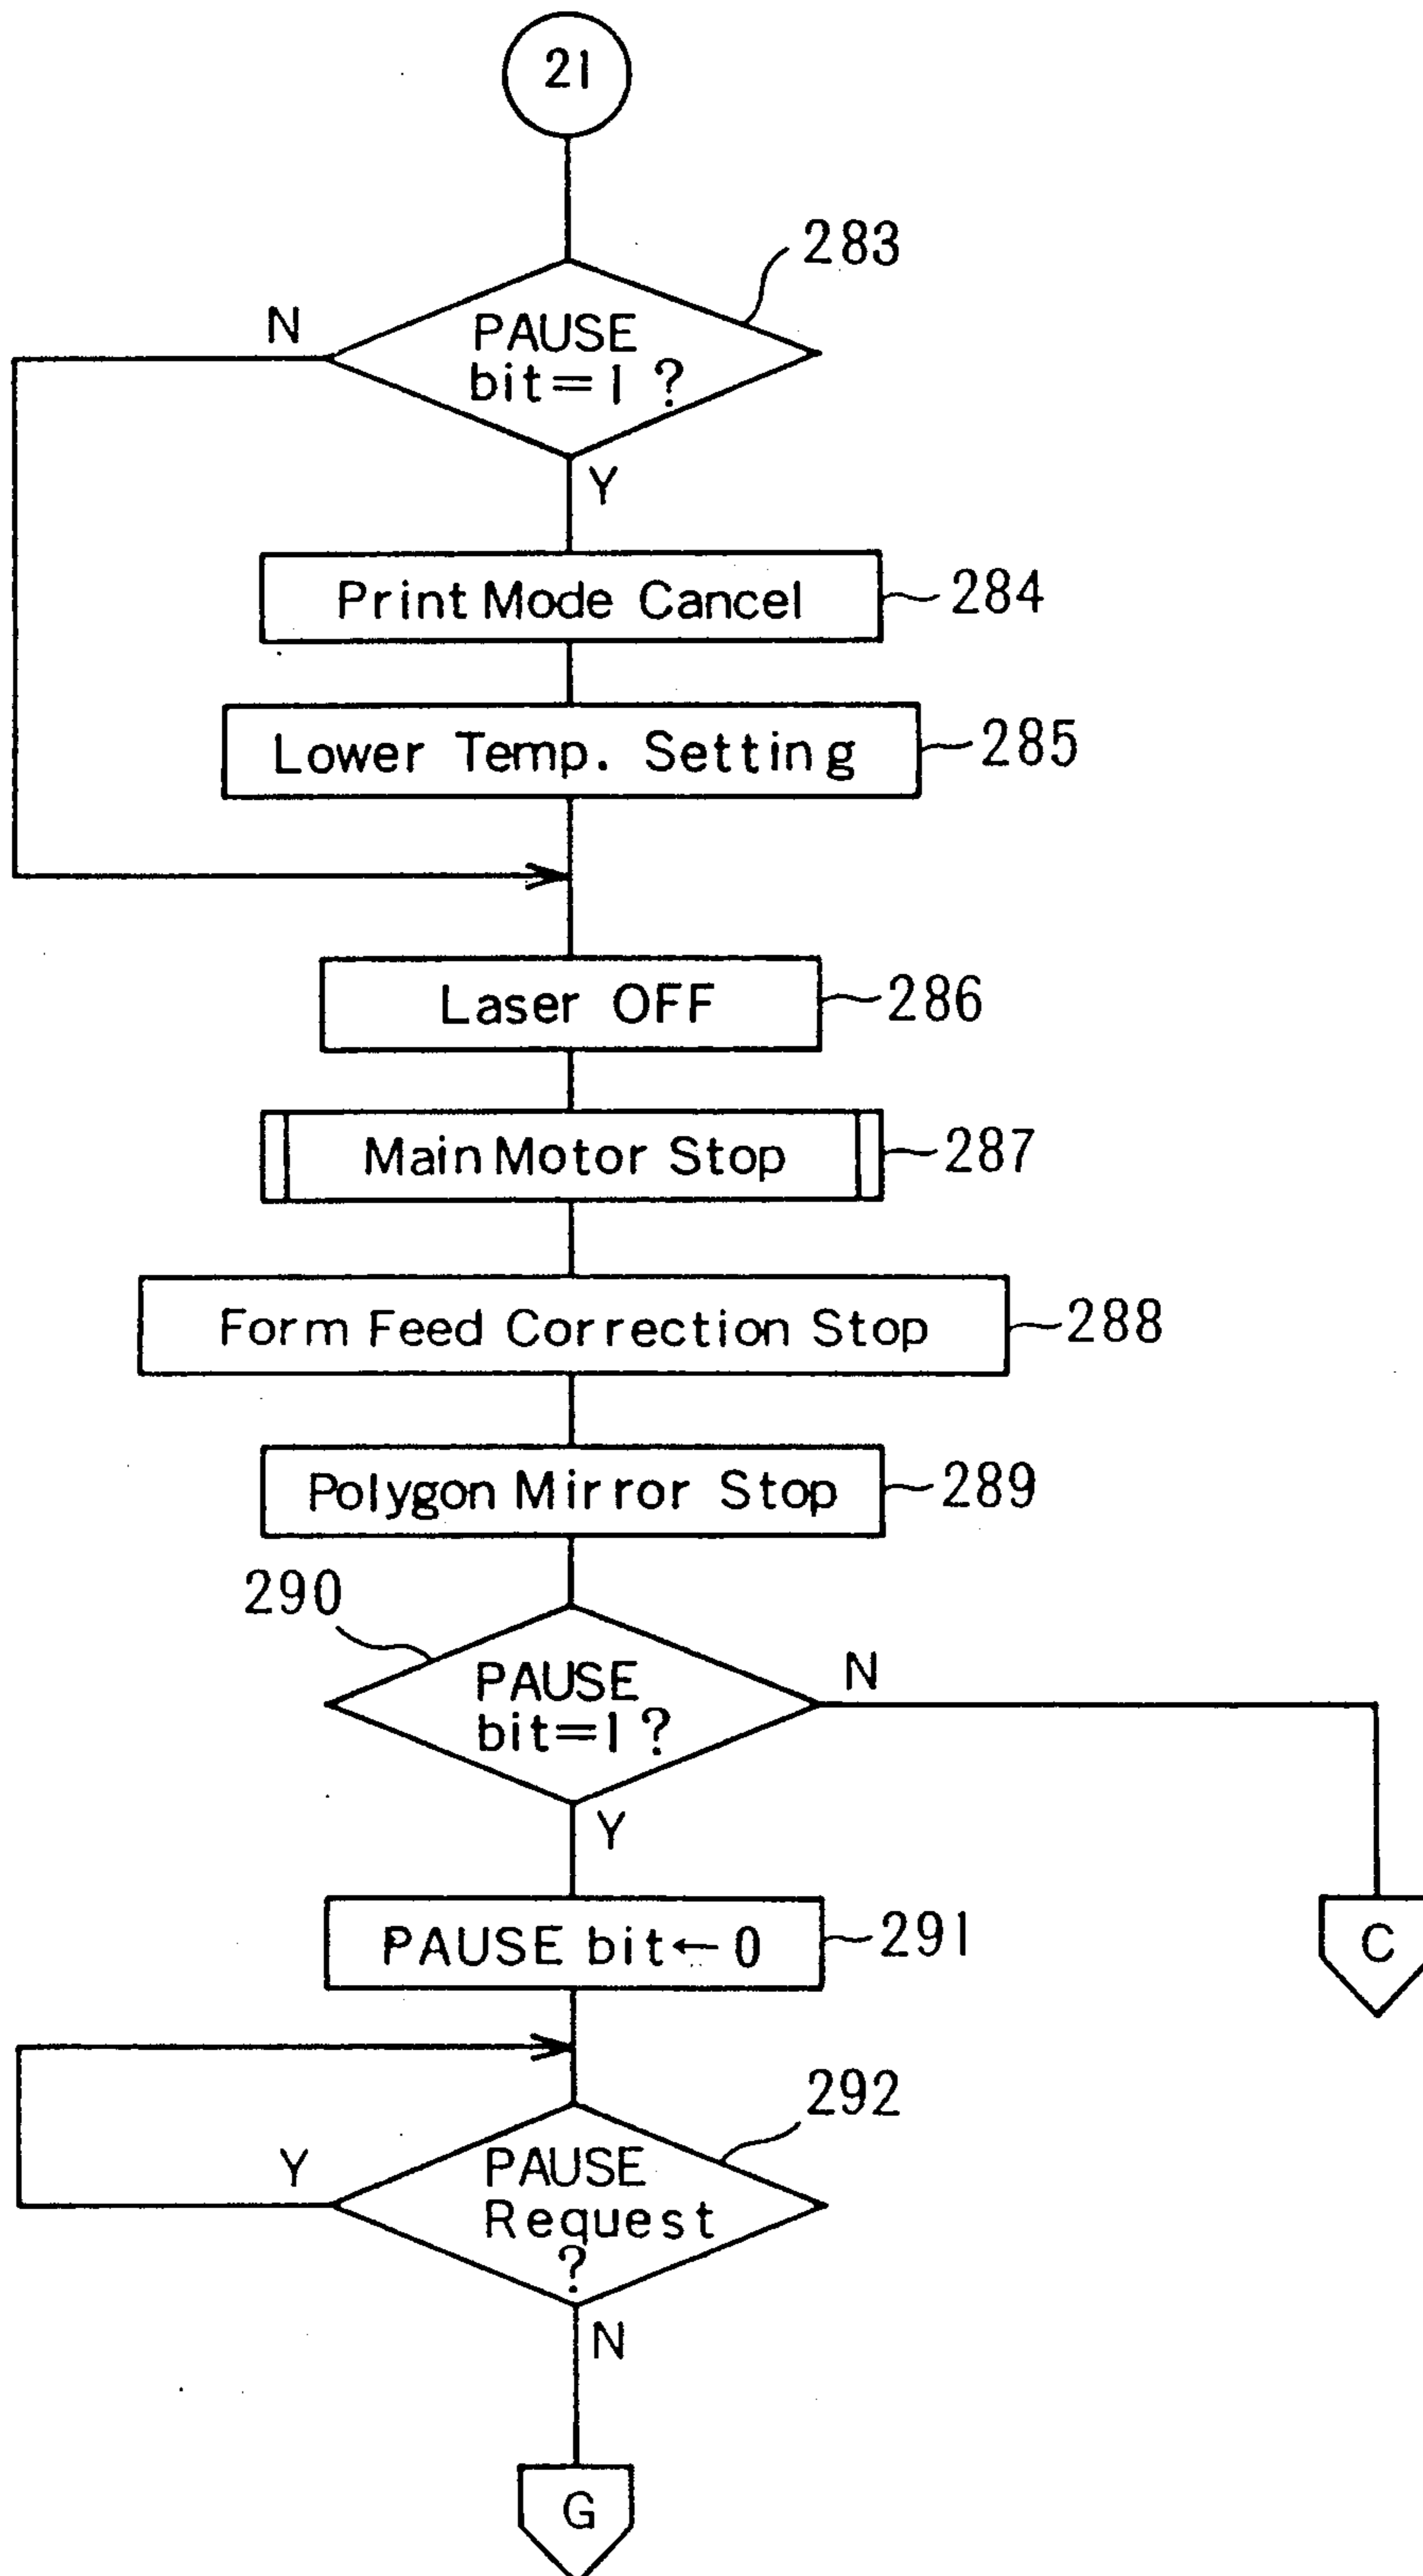 21
283
N
PAUSE
bit=1?
Y
Print Mode Cancel
284
Lower Temp. Setting
285
Laser OFF
286
Main Motor Stop
287
Form Feed Correction Stop
288
Polygon Mirror Stop
289
290
PAUSE
bit=1?
N
Y
PAUSE bit←0
291
C
292
Y
PAUSE
Request
?
N
G